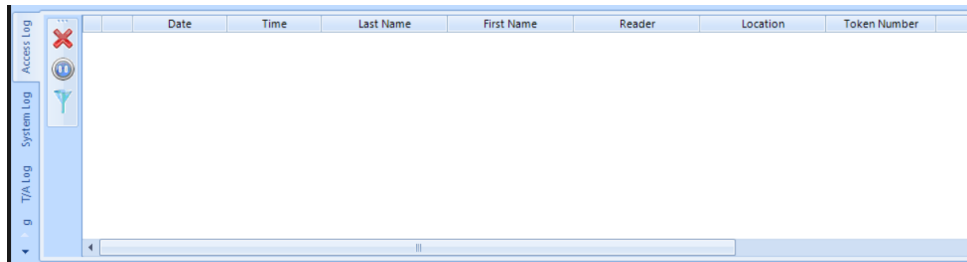 Date Time Last Name First Name Reader Location Token Number
Access Log
System Log
T/A Log
g